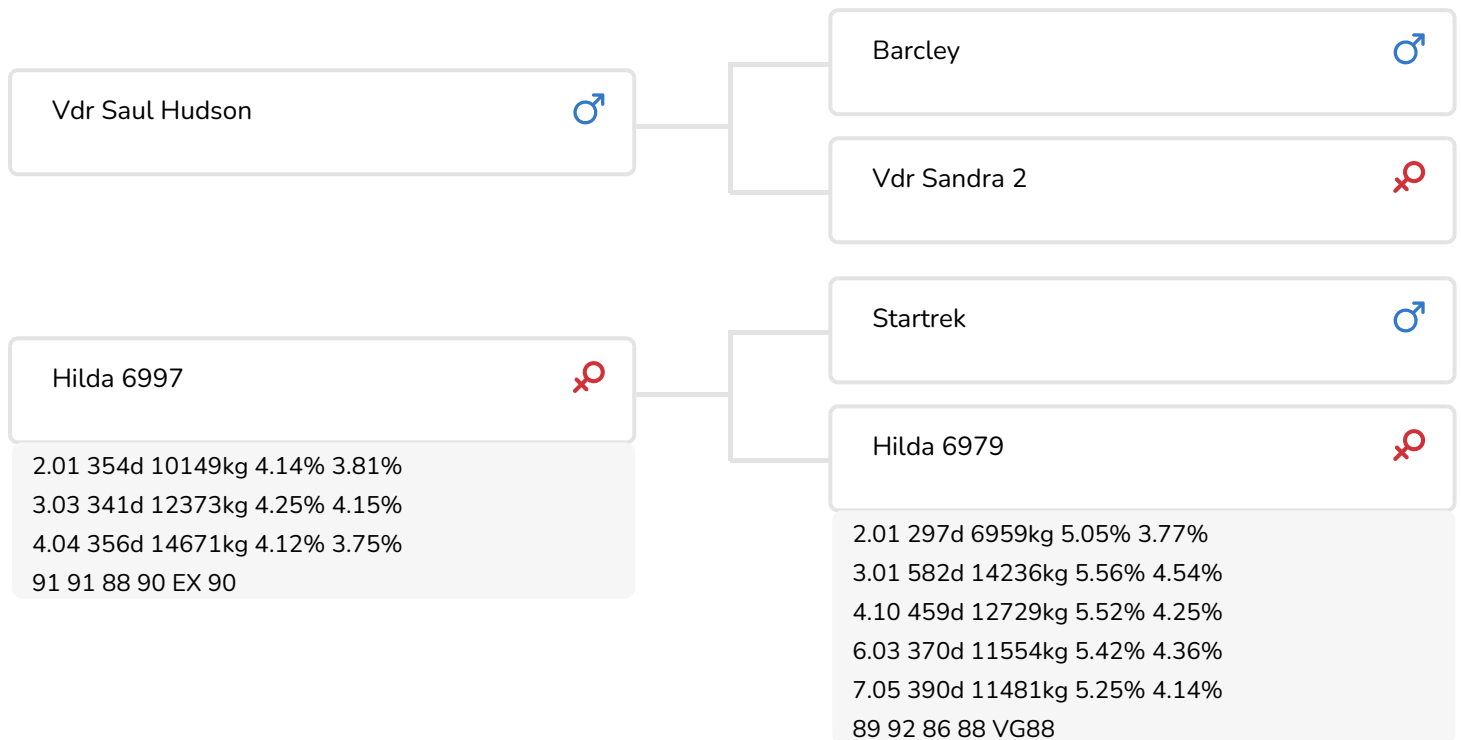 Vdr Saul Hudson
Barcley
Vdr Sandra 2
Hilda 6997
2.01 354d 10149kg 4.14% 3.81%
3.03 341d 12373kg 4.25% 4.15%
4.04 356d 14671kg 4.12% 3.75%
91 91 88 90 EX 90
Startrek
Hilda 6979
2.01 297d 6959kg 5.05% 3.77%
3.01 582d 14236kg 5.56% 4.54%
4.10 459d 12729kg 5.52% 4.25%
6.03 370d 11554kg 5.42% 4.36%
7.05 390d 11481kg 5.25% 4.14%
89 92 86 88 VG88